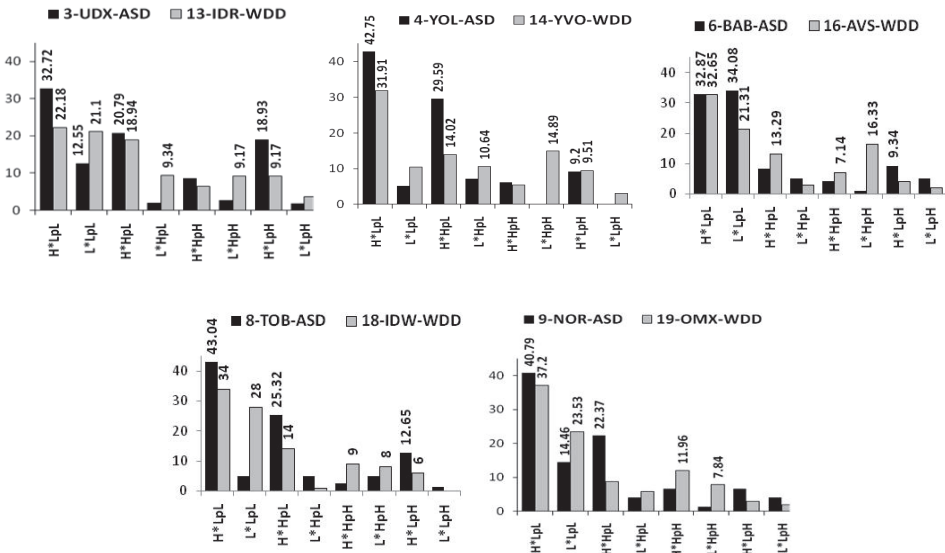 3-UDX-ASD 13-IDR-WDD
40
30
20
10
0
32.72
22.18
12.55
21.1
20.79
18.94
9.34
9.17
18.93
9.17
H*LpL
L*LpL
H*HpL
L*HpL
H*HpH
L*HpH
H*LpH
L*LpH
4-YOL-ASD 14-YVO-WDD
40
30
20
10
0
42.75
31.91
29.59
14.02
10.64
14.89
9.2
9.51
H*LpL
L*LpL
H*HpL
L*HpL
H*HpH
L*HpH
H*LpH
L*LpH
6-BAB-ASD 16-AVS-WDD
40
30
20
10
0
32.87
32.65
34.08
21.31
13.29
7.14
16.33
9.34
H*LpL
L*LpL
H*HpL
L*HpL
H*HpH
L*HpH
H*LpH
L*LpH
8-TOB-ASD 18-IDW-WDD
40
30
20
10
0
43.04
34
28
25.32
14
9
8
12.65
6
H*LpL
L*LpL
H*HpL
L*HpL
H*HpH
L*HpH
H*LpH
L*LpH
9-NOR-ASD 19-OMX-WDD
40
30
20
10
0
40.79
37.2
14.46
23.53
22.37
11.96
7.84
H*LpL
L*LpL
H*HpL
L*HpL
H*HpH
L*HpH
H*LpH
L*LpH